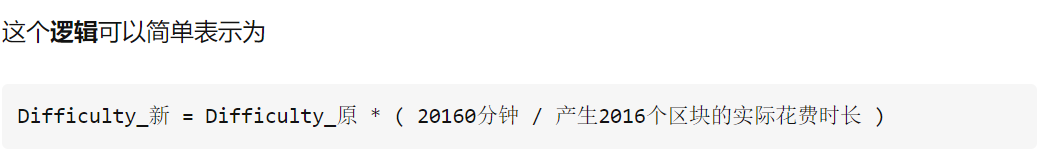 这个逻辑可以简单表示为
Difficulty_新 = Difficulty_原 * ( 20160分钟 / 产生2016个区块的实际花费时长 )